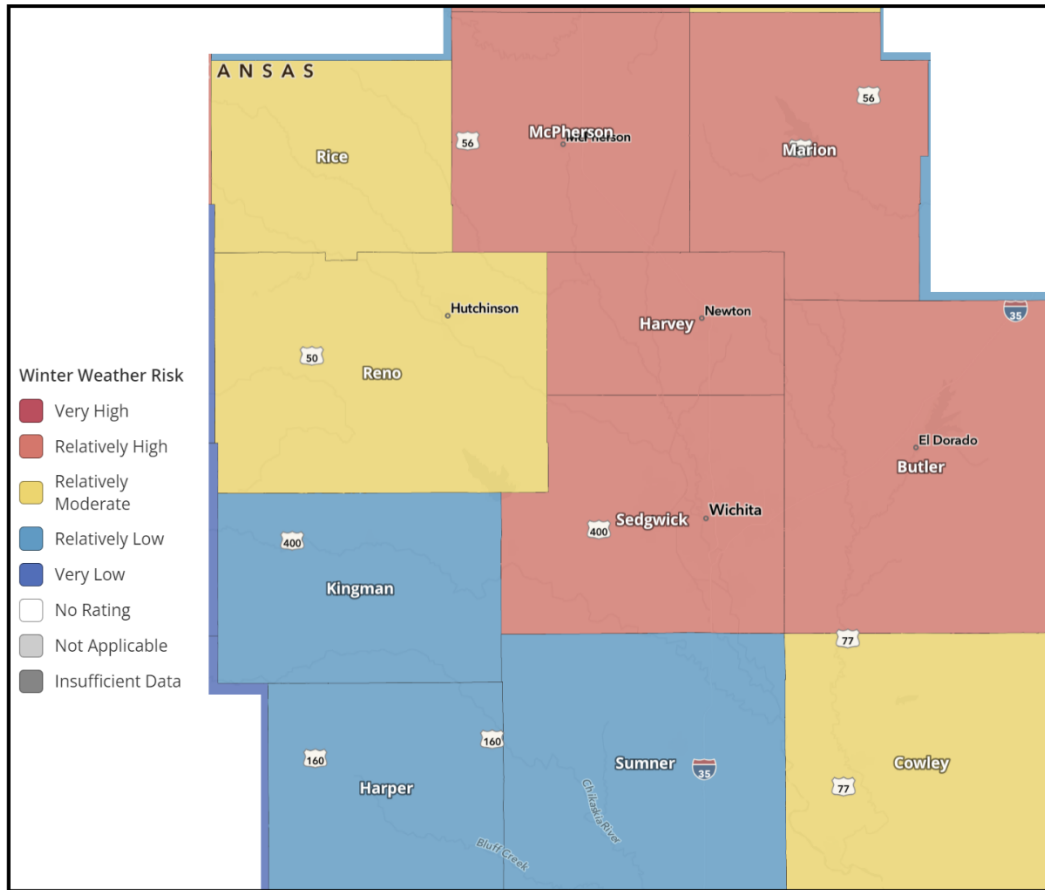 ANSAS
56
McPherson
McPherson
56
Marion
Rice
Hutchinson
Newton
Harvey
35
50
Reno
Winter Weather Risk
Very High
Relatively High
Relatively
Moderate
Relatively Low
Very Low
No Rating
Not Applicable
Insufficient Data
El Dorado
Butler
Wichita
Sedgwick
400
400
Kingman
77
160
160
Sumner
35
Cowley
77
Harper
Chikaskia River
Bluff Creek